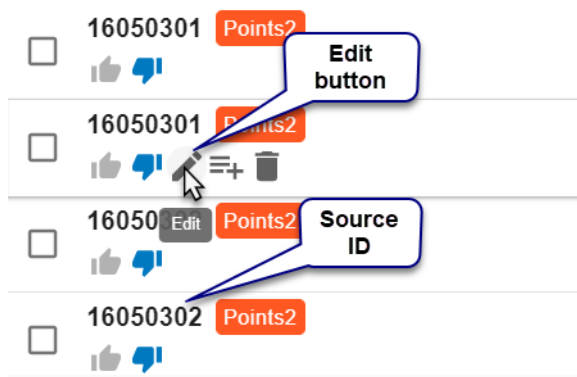 16050301 Points2
Edit
button
16050301 Points2
Edit
Points2
Source
ID
16050302 Points2